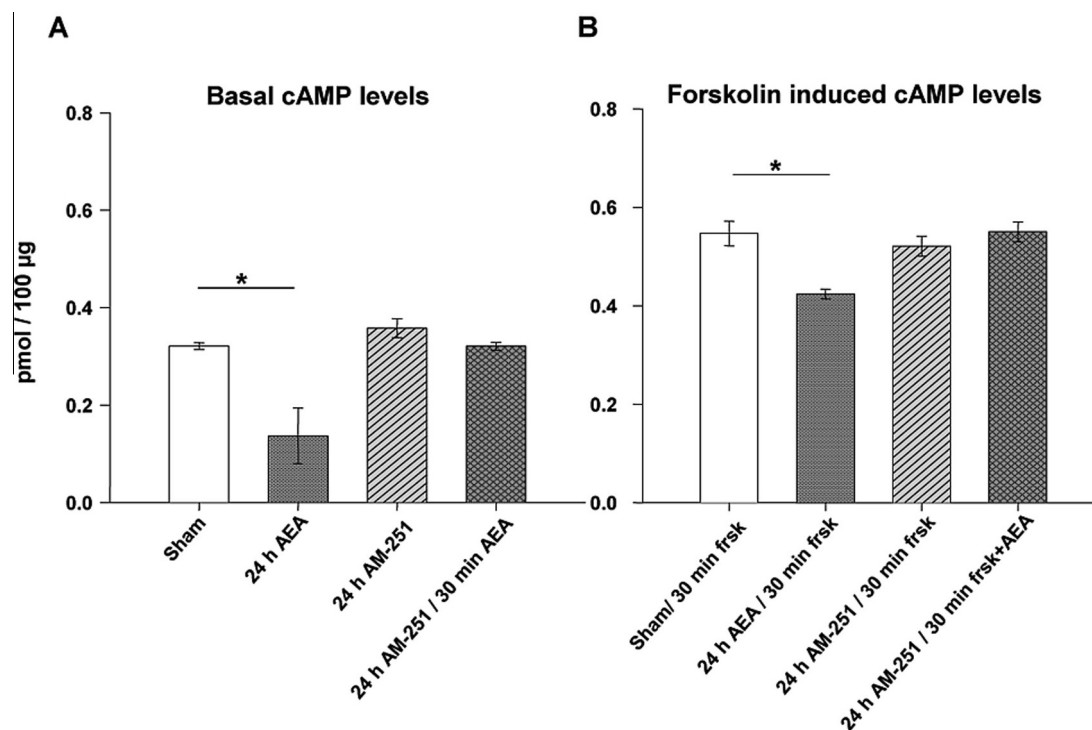 A
Basal cAMP levels
pmol / 100 µg
0.8
0.6
0.4
0.2
0.0
*
Sham
24 h AEA
24 h AM-251
24 h AM-251 / 30 min AEA
B
Forskolin induced cAMP levels
0.8
0.6
0.4
0.2
0.0
*
Sham/ 30 min frsk
24 h AEA / 30 min frsk
24 h AM-251 / 30 min frsk
24 h AM-251 / 30 min frsk+AEA